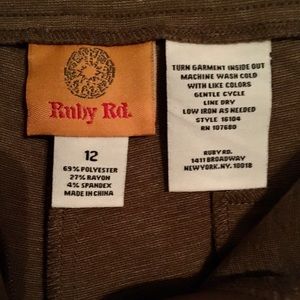 Ruby Rd.
12
69% POLYESTER
27% RAYON
4% SPANDEX
MADE IN CHINA
TURN GARMENT INSIDE OUT
MACHINE WASH COLD
WITH LIKE COLORS
GENTLE CYCLE
LINE DRY
LOW IRON AS NEEDED
STYLE 16104
RN 107680
RUBY RD.
1411 BROADWAY
NEW YORK, NY. 10018